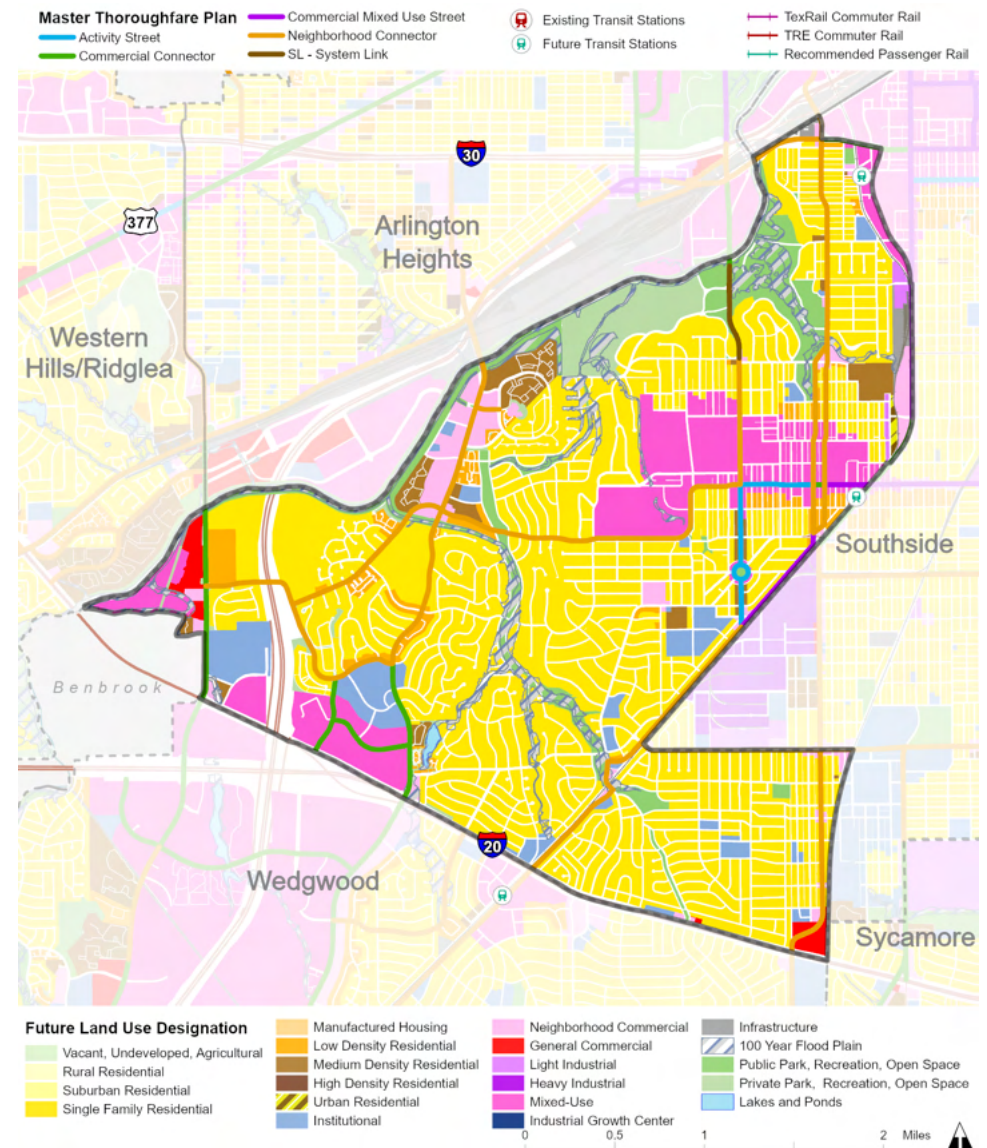 Master Thoroughfare Plan
Activity Street
Commercial Connector
Commercial Mixed Use Street
Neighborhood Connector
SL - System Link
Existing Transit Stations
Future Transit Stations
TexRail Commuter Rail
TRE Commuter Rail
Recommended Passenger Rail
30
377
Arlington
Heights
Western
Hills/Ridglea
Southside
Benbrook
20
Wedgwood
Sycamore
Future Land Use Designation
Vacant, Undeveloped, Agricultural
Rural Residential
Suburban Residential
Single Family Residential
Manufactured Housing
Low Density Residential
Medium Density Residential
High Density Residential
Urban Residential
Institutional
Neighborhood Commercial
General Commercial
Light Industrial
Heavy Industrial
Mixed-Use
Industrial Growth Center
Infrastructure
100 Year Flood Plain
Public Park, Recreation, Open Space
Private Park, Recreation, Open Space
Lakes and Ponds
0 0.5 1 2 Miles